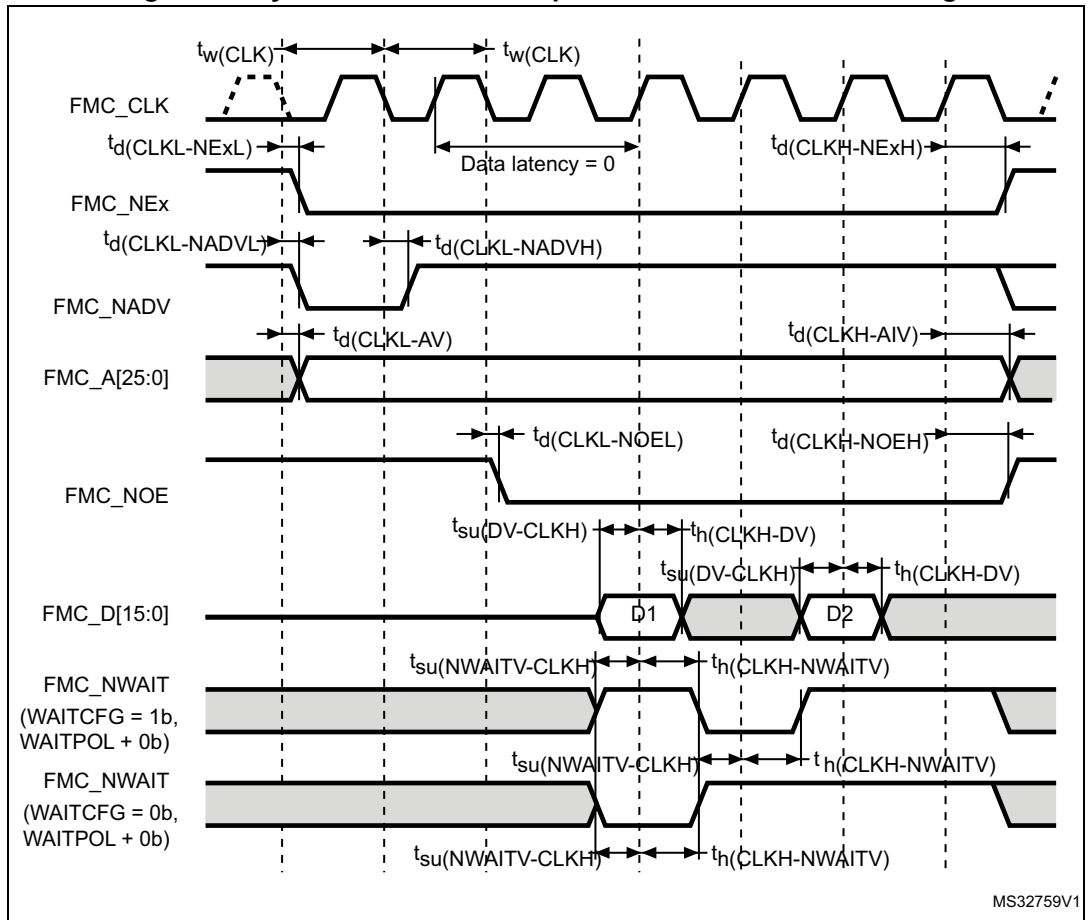 tw(CLK)
tw(CLK)
FMC_CLK
td(CLKL-NExL)
Data latency = 0
td(CLKH-NExH)
FMC_NEx
td(CLKL-NADVL)
td(CLKL-NADVH)
FMC_NADV
td(CLKL-AV)
td(CLKH-AIV)
FMC_A[25:0]
td(CLKL-NOEL)
td(CLKH-NOEH)
FMC_NOE
tsu(DV-CLKH)
th(CLKH-DV)
tsu(DV-CLKH)
th(CLKH-DV)
FMC_D[15:0]
D1
D2
tsu(NWAITV-CLKH)
th(CLKH-NWAITV)
FMC_NWAIT
(WAITCFG = 1b,
WAITPOL + 0b)
tsu(NWAITV-CLKH)
t h(CLKH-NWAITV)
FMC_NWAIT
(WAITCFG = 0b,
WAITPOL + 0b)
tsu(NWAITV-CLKH)
th(CLKH-NWAITV)
MS32759V1